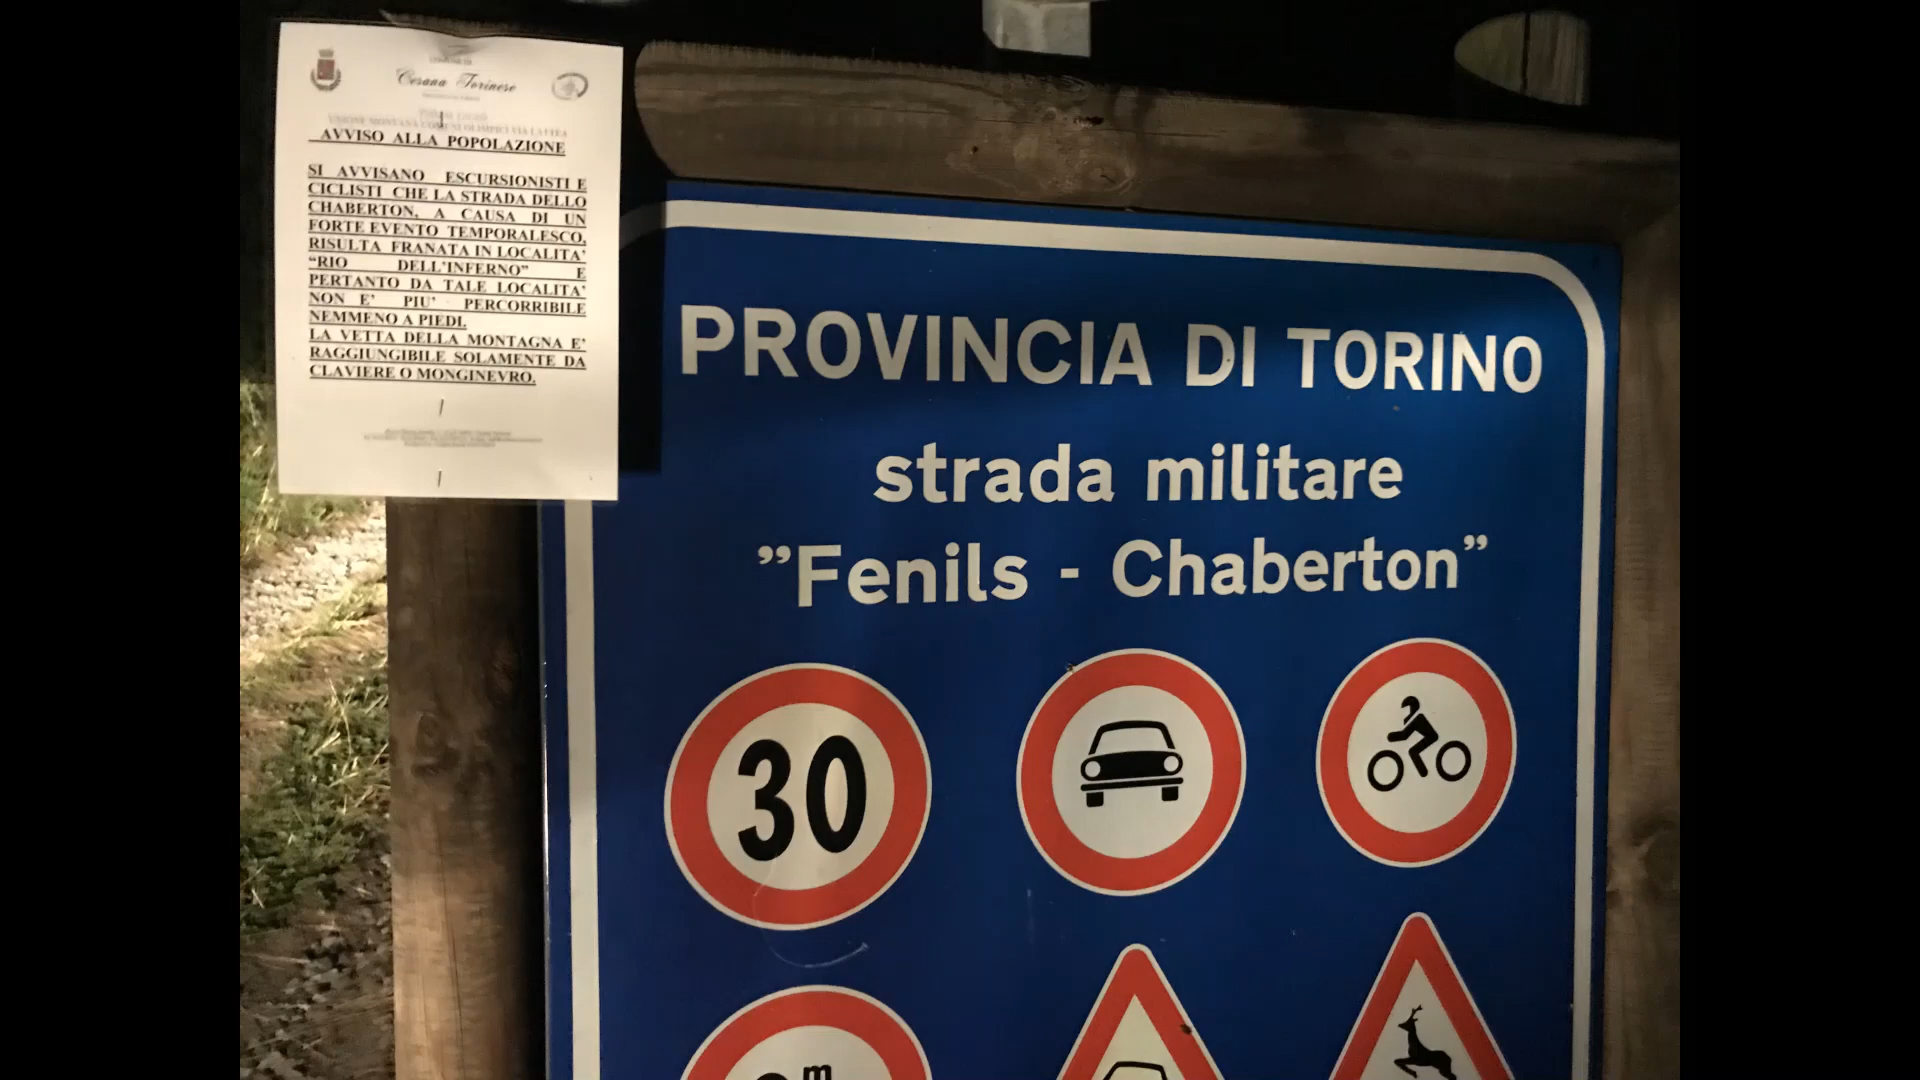 COMUNE DI
Cesana Torinese
UNIONE MONTANA COMUNI OLIMPICI VIA LATTEA
AVVISO ALLA POPOLAZIONE
SI AVVISANO ESCURSIONISTI E
CICLISTI CHE LA STRADA DELLO
CHABERTON, A CAUSA DI UN
FORTE EVENTO TEMPORALESCO,
RISULTA FRANATA IN LOCALITA'
“RIO DELL'INFERNO” E
PERTANTO DA TALE LOCALITA'
NON E' PIU' PERCORRIBILE
NEMMENO A PIEDI.
LA VETTA DELLA MONTAGNA E'
RAGGIUNGIBILE SOLAMENTE DA
CLAVIERE O MONGINEVRO.
PROVINCIA DI TORINO
strada militare
”Fenils - Chaberton”
30
m